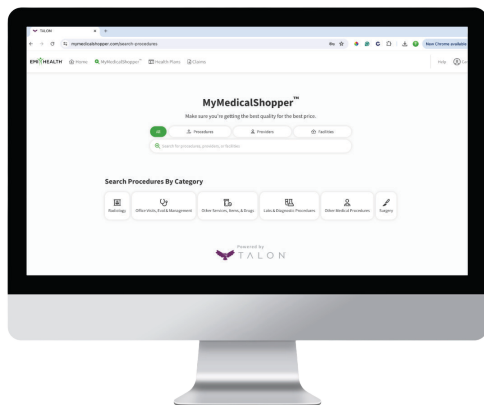 TALON
mymedicalshopper.com/search-procedures
New Chrome available
EMI HEALTH Home MyMedicalShopper™ Health Plans Claims Help
MyMedicalShopper™
Make sure you're getting the best quality for the best price.
All Procedures Providers Facilities
Search for procedures, providers, or facilities
Search Procedures By Category
Radiology Office Visits, Eval & Management Other Services, Items, & Drugs Labs & Diagnostic Procedures Other Medical Procedures Surgery
Powered by
TALON